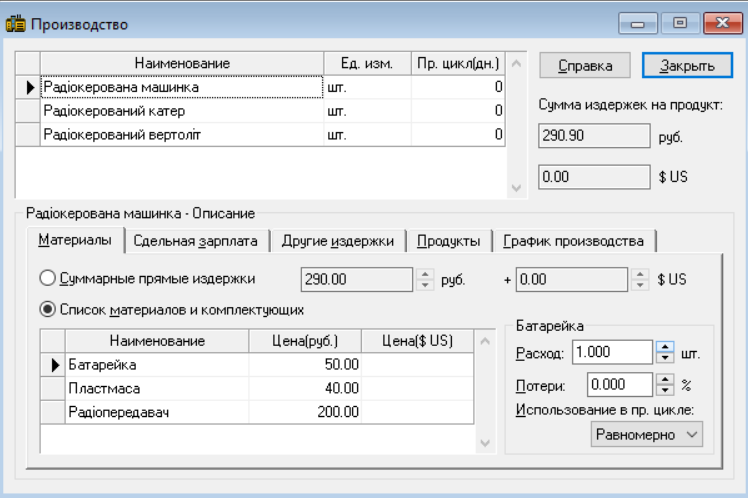 Производство
Наименование Ед. изм. Пр. цикл(дн.)
Радіокерована машинка шт. 0
Радіокерований катер шт. 0
Радіокерований вертоліт шт. 0
Справка Закрыть
Сумма издержек на продукт:
290.90 руб.
0.00 $ US
Радіокерована машинка - Описание
Материалы Сдельная зарплата Другие издержки Продукты График производства
Суммарные прямые издержки 290.00 руб. + 0.00 $ US
Список материалов и комплектующих
Наименование Цена(руб.) Цена($ US)
Батарейка 50.00
Пластмаса 40.00
Радіопередавач 200.00
Батарейка
Расход: 1.000 шт.
Потери: 0.000 %
Использование в пр. цикле:
Равномерно